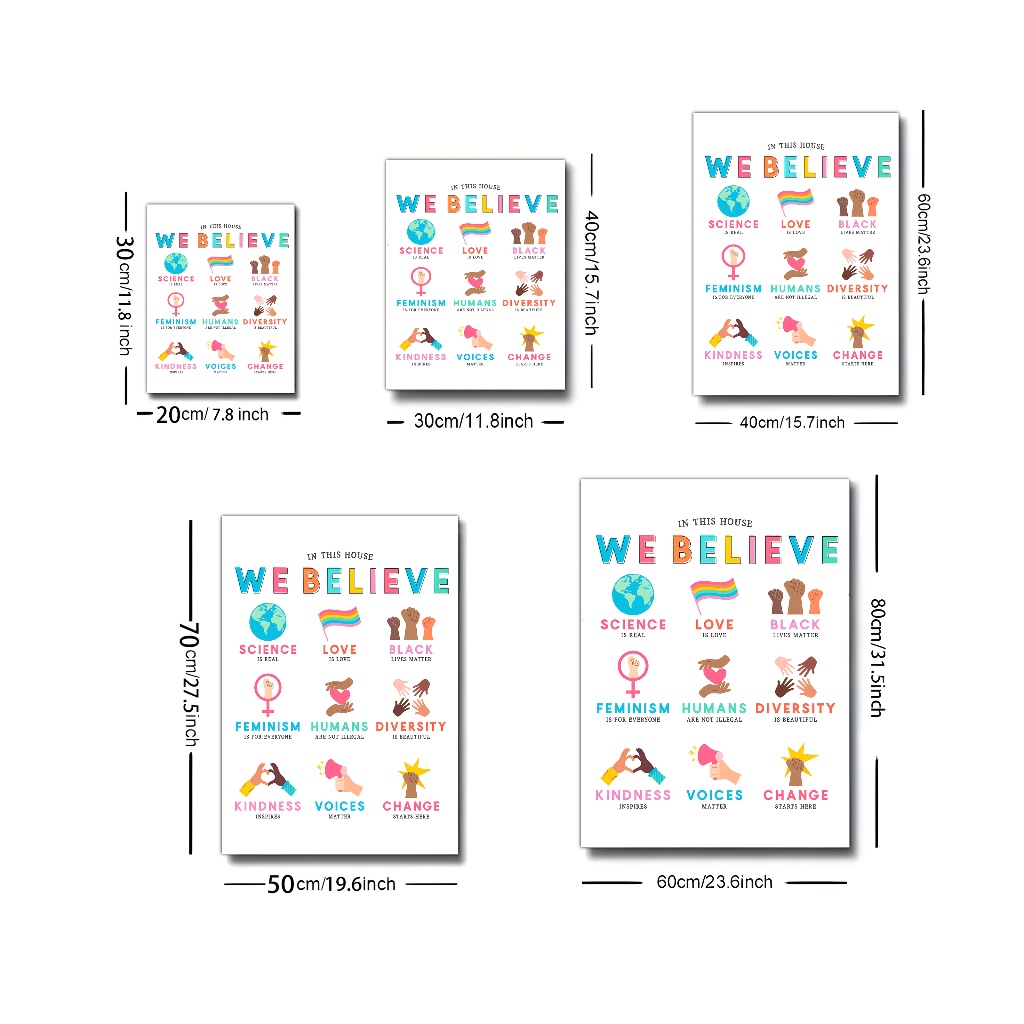 IN THIS HOUSE
WE BELIEVE
SCIENCE LOVE BLACK
IS REAL IS LOVE LIVES MATTER
FEMINISM HUMANS DIVERSITY
IS FOR EVERYONE ARE NOT ILLEGAL IS BEAUTIFUL
KINDNESS VOICES CHANGE
INSPIRES MATTER STARTS HERE
30cm/11.8 inch
20cm/ 7.8 inch
IN THIS HOUSE
WE BELIEVE
SCIENCE LOVE BLACK
IS REAL IS LOVE LIVES MATTER
FEMINISM HUMANS DIVERSITY
IS FOR EVERYONE ARE NOT ILLEGAL IS BEAUTIFUL
KINDNESS VOICES CHANGE
INSPIRES MATTER STARTS HERE
40cm/15.7inch
30cm/11.8inch
IN THIS HOUSE
WE BELIEVE
SCIENCE LOVE BLACK
IS REAL IS LOVE LIVES MATTER
FEMINISM HUMANS DIVERSITY
IS FOR EVERYONE ARE NOT ILLEGAL IS BEAUTIFUL
KINDNESS VOICES CHANGE
INSPIRES MATTER STARTS HERE
60cm/23.6inch
40cm/15.7inch
70cm/27.5inch
IN THIS HOUSE
WE BELIEVE
SCIENCE LOVE BLACK
IS REAL IS LOVE LIVES MATTER
FEMINISM HUMANS DIVERSITY
IS FOR EVERYONE ARE NOT ILLEGAL IS BEAUTIFUL
KINDNESS VOICES CHANGE
INSPIRES MATTER STARTS HERE
50cm/19.6inch
IN THIS HOUSE
WE BELIEVE
SCIENCE LOVE BLACK
IS REAL IS LOVE LIVES MATTER
FEMINISM HUMANS DIVERSITY
IS FOR EVERYONE ARE NOT ILLEGAL IS BEAUTIFUL
KINDNESS VOICES CHANGE
INSPIRES MATTER STARTS HERE
80cm/31.5inch
60cm/23.6inch